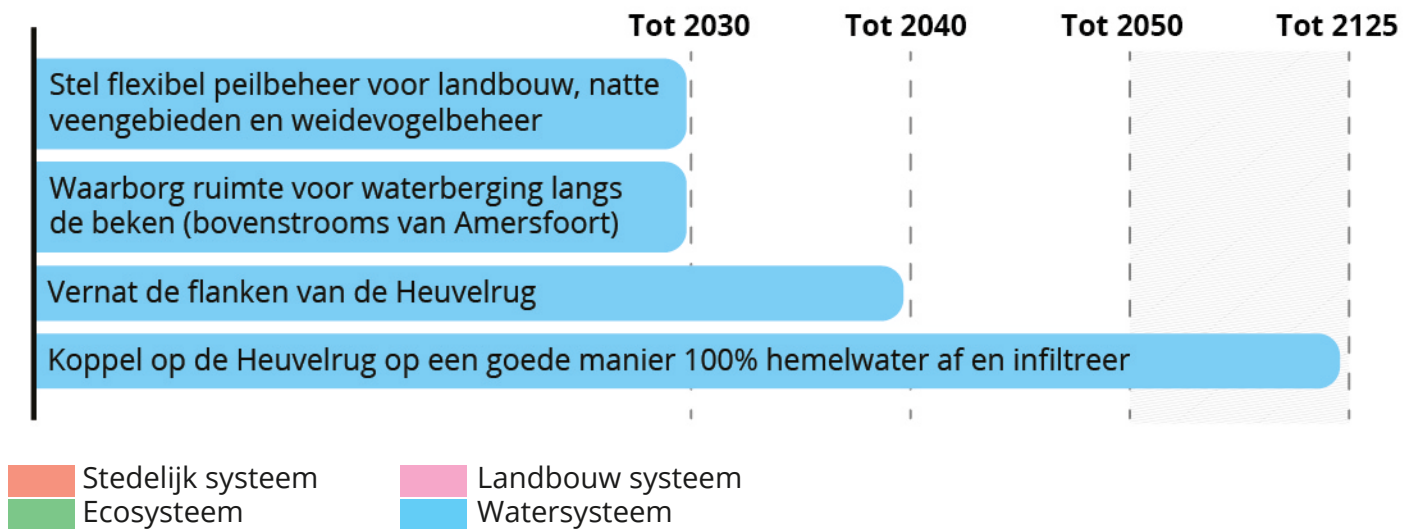 Tot 2030 Tot 2040 Tot 2050 Tot 2125
Stel flexibel peilbeheer voor landbouw, natte
veengebieden en weidevogelbeheer
Waarborg ruimte voor waterberging langs
de beken (bovenstrooms van Amersfoort)
Vernat de flanken van de Heuvelrug
Koppel op de Heuvelrug op een goede manier 100% hemelwater af en infiltreer
Stedelijk systeem Landbouw systeem
Ecosysteem Watersysteem